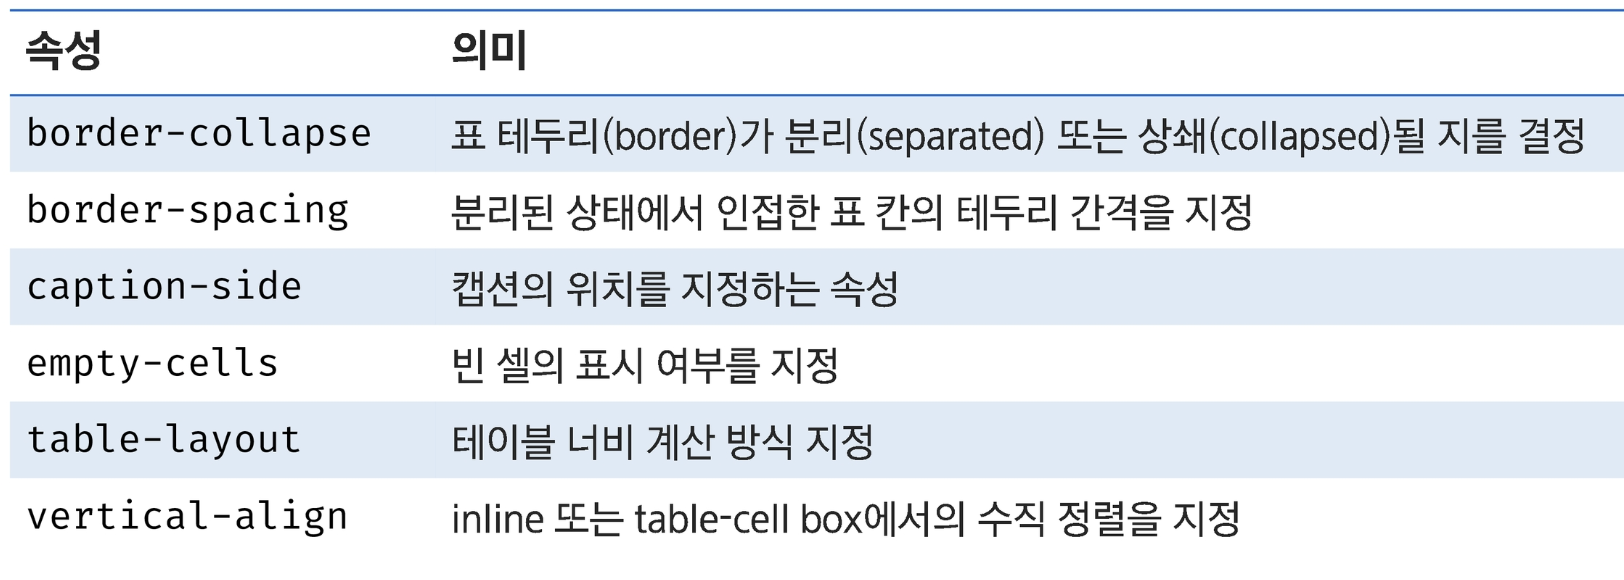 속성 의미
border-collapse 표 테두리(border)가 분리(separated) 또는 상쇄(collapsed)될 지를 결정
border-spacing 분리된 상태에서 인접한 표 칸의 테두리 간격을 지정
caption-side 캡션의 위치를 지정하는 속성
empty-cells 빈 셀의 표시 여부를 지정
table-layout 테이블 너비 계산 방식 지정
vertical-align inline 또는 table-cell box에서의 수직 정렬을 지정